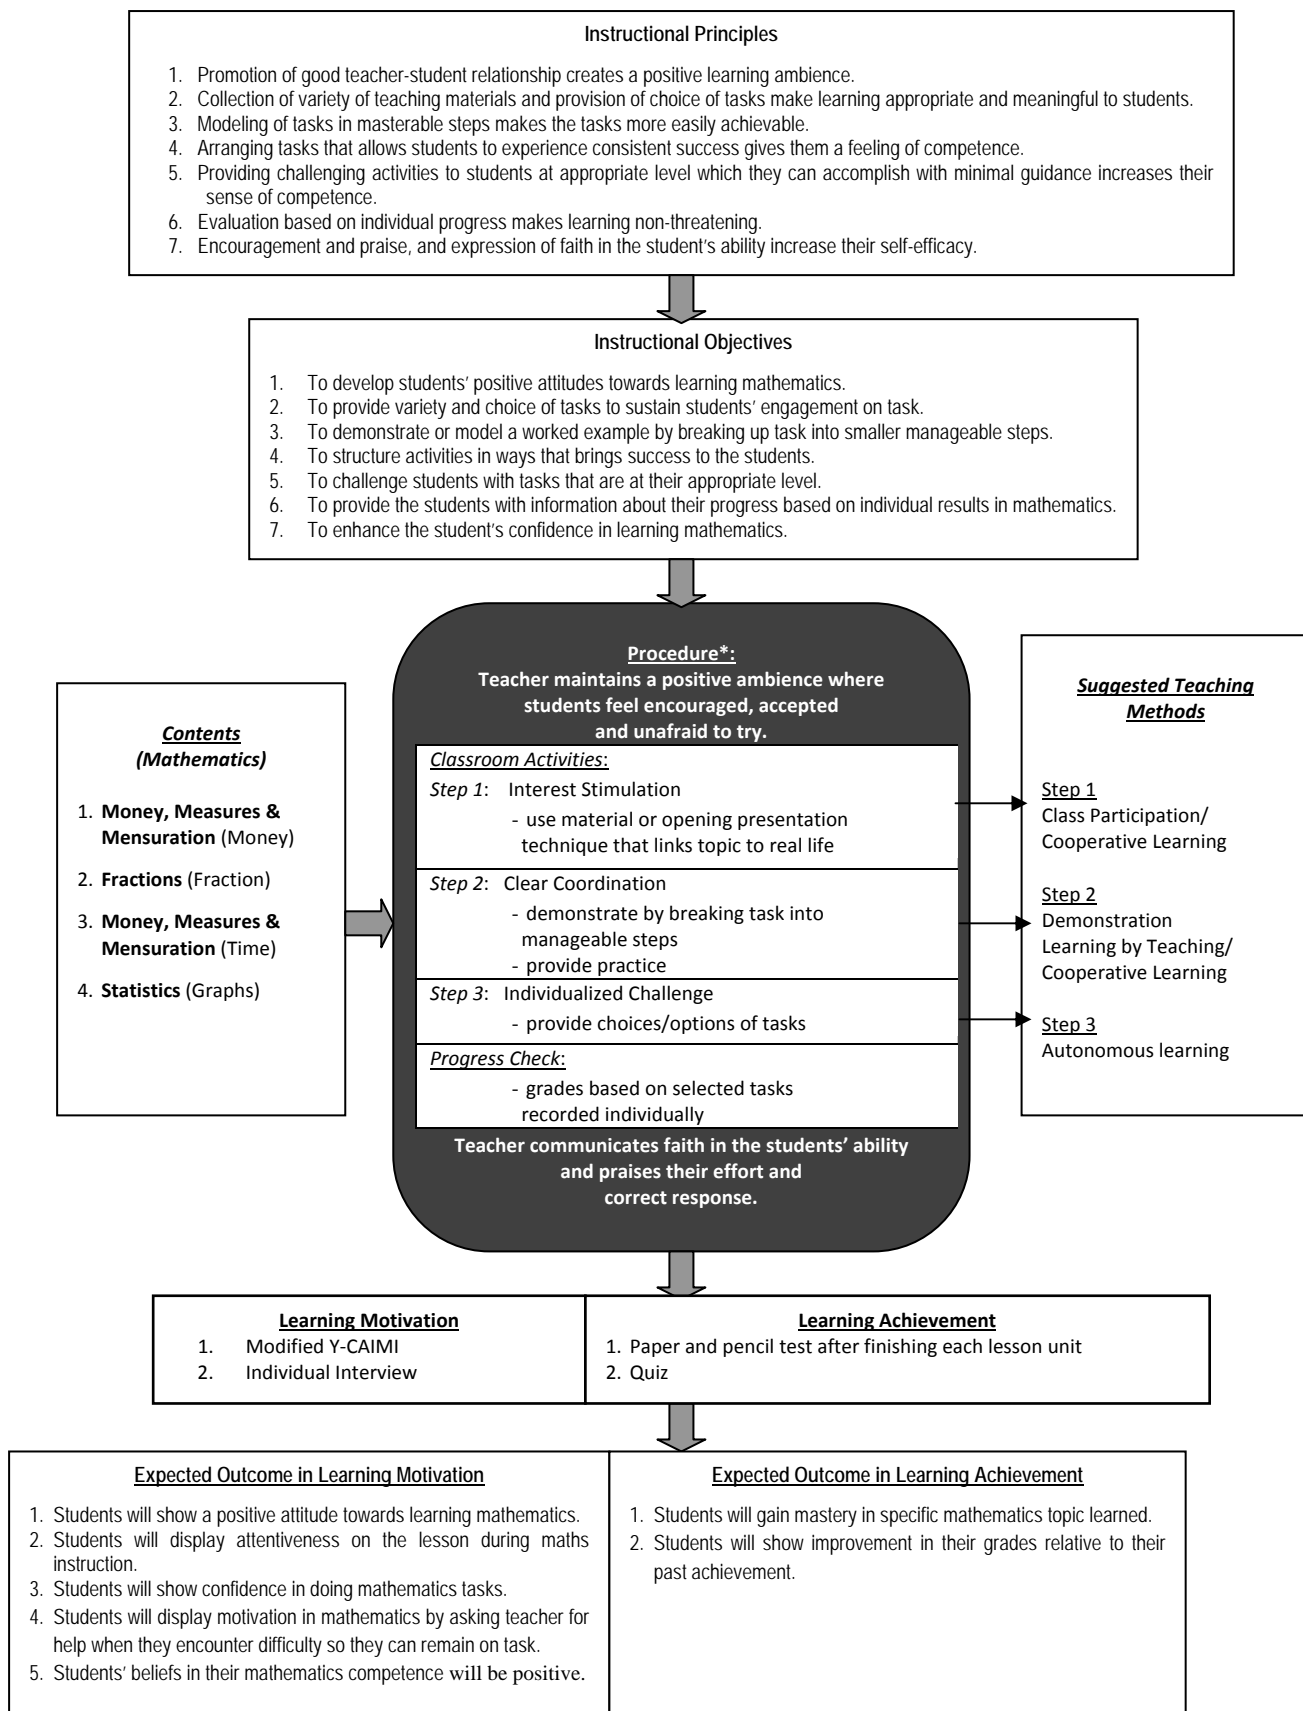 Instructional Principles
1. Promotion of good teacher-student relationship creates a positive learning ambience.
2. Collection of variety of teaching materials and provision of choice of tasks make learning appropriate and meaningful to students.
3. Modeling of tasks in masterable steps makes the tasks more easily achievable.
4. Arranging tasks that allows students to experience consistent success gives them a feeling of competence.
5. Providing challenging activities to students at appropriate level which they can accomplish with minimal guidance increases their
sense of competence.
6. Evaluation based on individual progress makes learning non-threatening.
7. Encouragement and praise, and expression of faith in the student's ability increase their self-efficacy.
Instructional Objectives
1. To develop students' positive attitudes towards learning mathematics.
2. To provide variety and choice of tasks to sustain students' engagement on task.
3. To demonstrate or model a worked example by breaking up task into smaller manageable steps.
4. To structure activities in ways that brings success to the students.
5. To challenge students with tasks that are at their appropriate level.
6. To provide the students with information about their progress based on individual results in mathematics.
7. To enhance the student's confidence in learning mathematics.
Contents
(Mathematics)
1. Money, Measures &
Mensuration (Money)
2. Fractions (Fraction)
3. Money, Measures &
Mensuration (Time)
4. Statistics (Graphs)
Procedure*:
Teacher maintains a positive ambience where
students feel encouraged, accepted
and unafraid to try.
Classroom Activities:
Step 1: Interest Stimulation
- use material or opening presentation
technique that links topic to real life
Step 2: Clear Coordination
- demonstrate by breaking task into
manageable steps
- provide practice
Step 3: Individualized Challenge
- provide choices/options of tasks
Progress Check:
- grades based on selected tasks
recorded individually
Teacher communicates faith in the students' ability
and praises their effort and
correct response.
Suggested Teaching
Methods
Step 1
Class Participation/
Cooperative Learning
Step 2
Demonstration
Learning by Teaching/
Cooperative Learning
Step 3
Autonomous learning
Learning Motivation
1. Modified Y-CAIMI
2. Individual Interview
Learning Achievement
1. Paper and pencil test after finishing each lesson unit
2. Quiz
Expected Outcome in Learning Motivation
1. Students will show a positive attitude towards learning mathematics.
2. Students will display attentiveness on the lesson during maths
instruction.
3. Students will show confidence in doing mathematics tasks.
4. Students will display motivation in mathematics by asking teacher for
help when they encounter difficulty so they can remain on task.
5. Students' beliefs in their mathematics competence will be positive.
Expected Outcome in Learning Achievement
1. Students will gain mastery in specific mathematics topic learned.
2. Students will show improvement in their grades relative to their
past achievement.